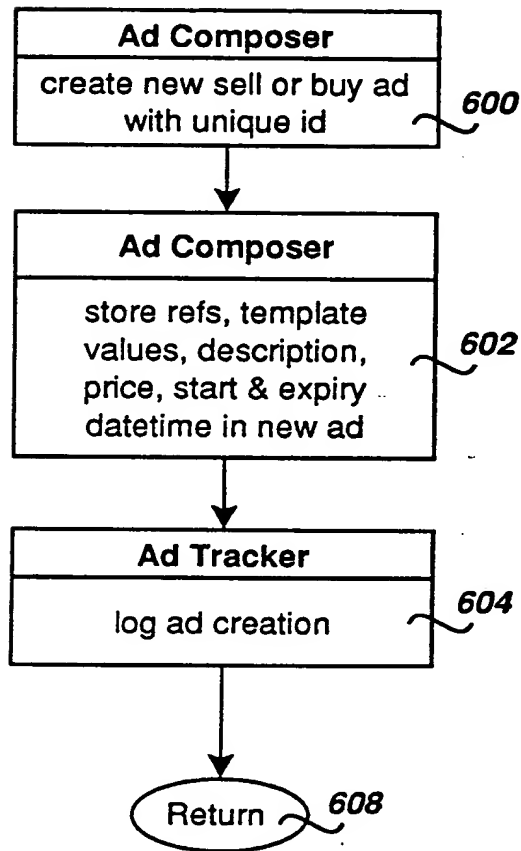 Ad Composer
create new sell or buy ad
with unique id
600
Ad Composer
store refs, template
values, description,
price, start & expiry
datetime in new ad
602
Ad Tracker
log ad creation
604
Return
608